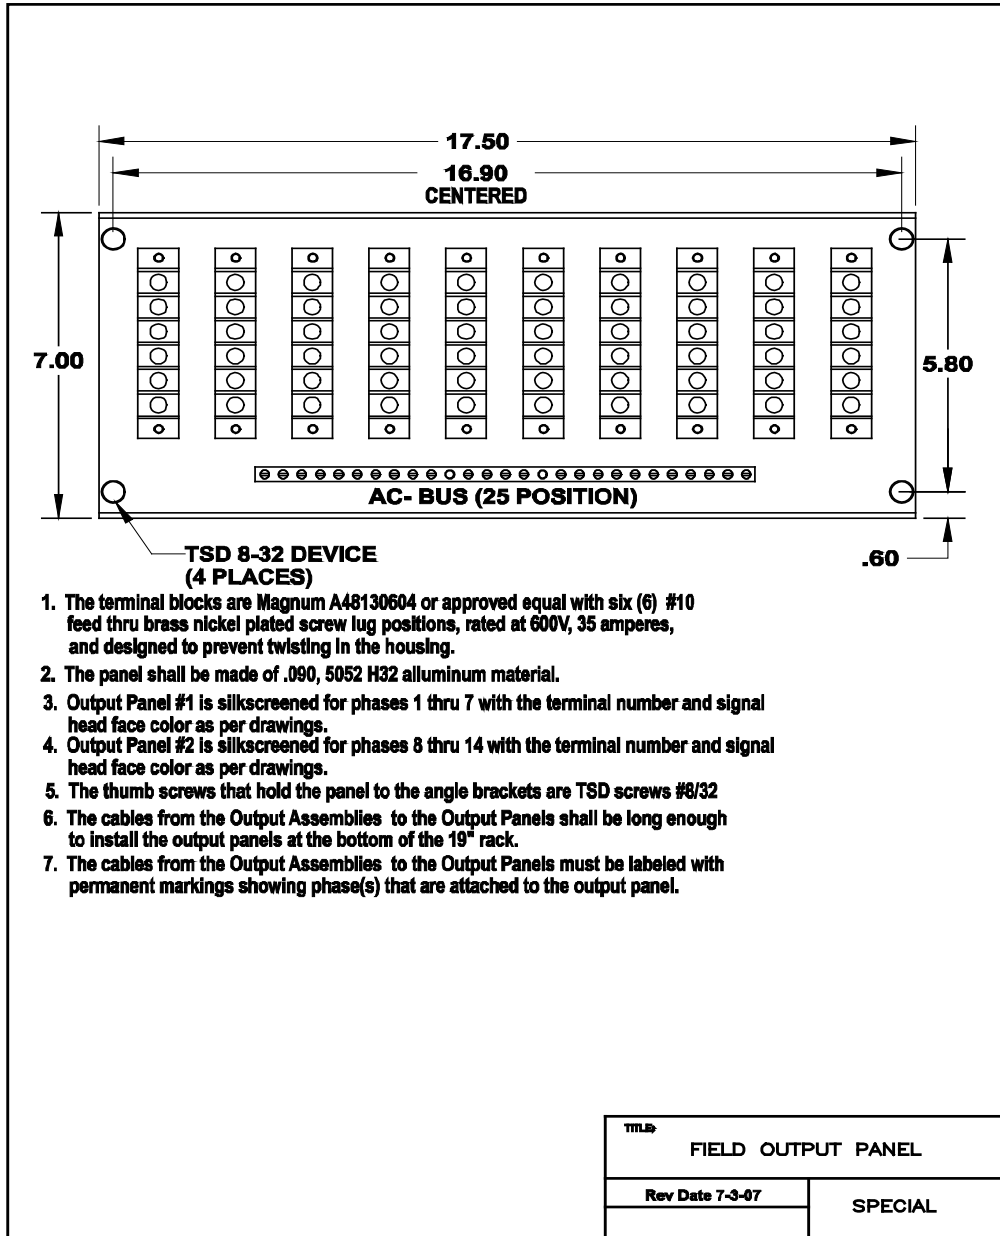 17.50
16.90
CENTERED
7.00
5.80
AC- BUS (25 POSITION)
.60
TSD 8-32 DEVICE
(4 PLACES)
1. The terminal blocks are Magnum A48130604 or approved equal with six (6) #10
feed thru brass nickel plated screw lug positions, rated at 600V, 35 amperes,
and designed to prevent twisting in the housing.
2. The panel shall be made of .090, 5052 H32 alluminum material.
3. Output Panel #1 is silkscreened for phases 1 thru 7 with the terminal number and signal
head face color as per drawings.
4. Output Panel #2 is silkscreened for phases 8 thru 14 with the terminal number and signal
head face color as per drawings.
5. The thumb screws that hold the panel to the angle brackets are TSD screws #8/32
6. The cables from the Output Assemblies to the Output Panels shall be long enough
to install the output panels at the bottom of the 19" rack.
7. The cables from the Output Assemblies to the Output Panels must be labeled with
permanent markings showing phase(s) that are attached to the output panel.
TITLE:
FIELD OUTPUT PANEL
Rev Date 7-3-07
SPECIAL